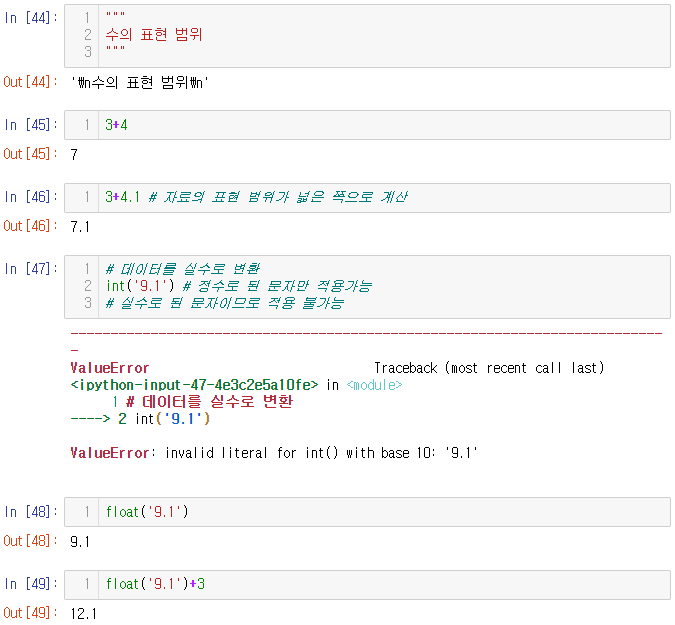 In [44]:
1 """
2 수의 표현 범위
3 """
Out[44]: '₩n수의 표현 범위₩n'
In [45]:
1 3+4
Out[45]: 7
In [46]:
1 3+4.1 # 자료의 표현 범위가 넓은 쪽으로 계산
Out[46]: 7.1
In [47]:
1 # 데이터를 실수로 변환
2 int('9.1') # 정수로 된 문자만 적용가능
3 # 실수로 된 문자이므로 적용 불가능
---------------------------------------------------------------------------
ValueError Traceback (most recent call last)
<ipython-input-47-4e3c2e5a10fe> in <module>
1 # 데이터를 실수로 변환
----> 2 int('9.1')
ValueError: invalid literal for int() with base 10: '9.1'
In [48]:
1 float('9.1')
Out[48]: 9.1
In [49]:
1 float('9.1')+3
Out[49]: 12.1